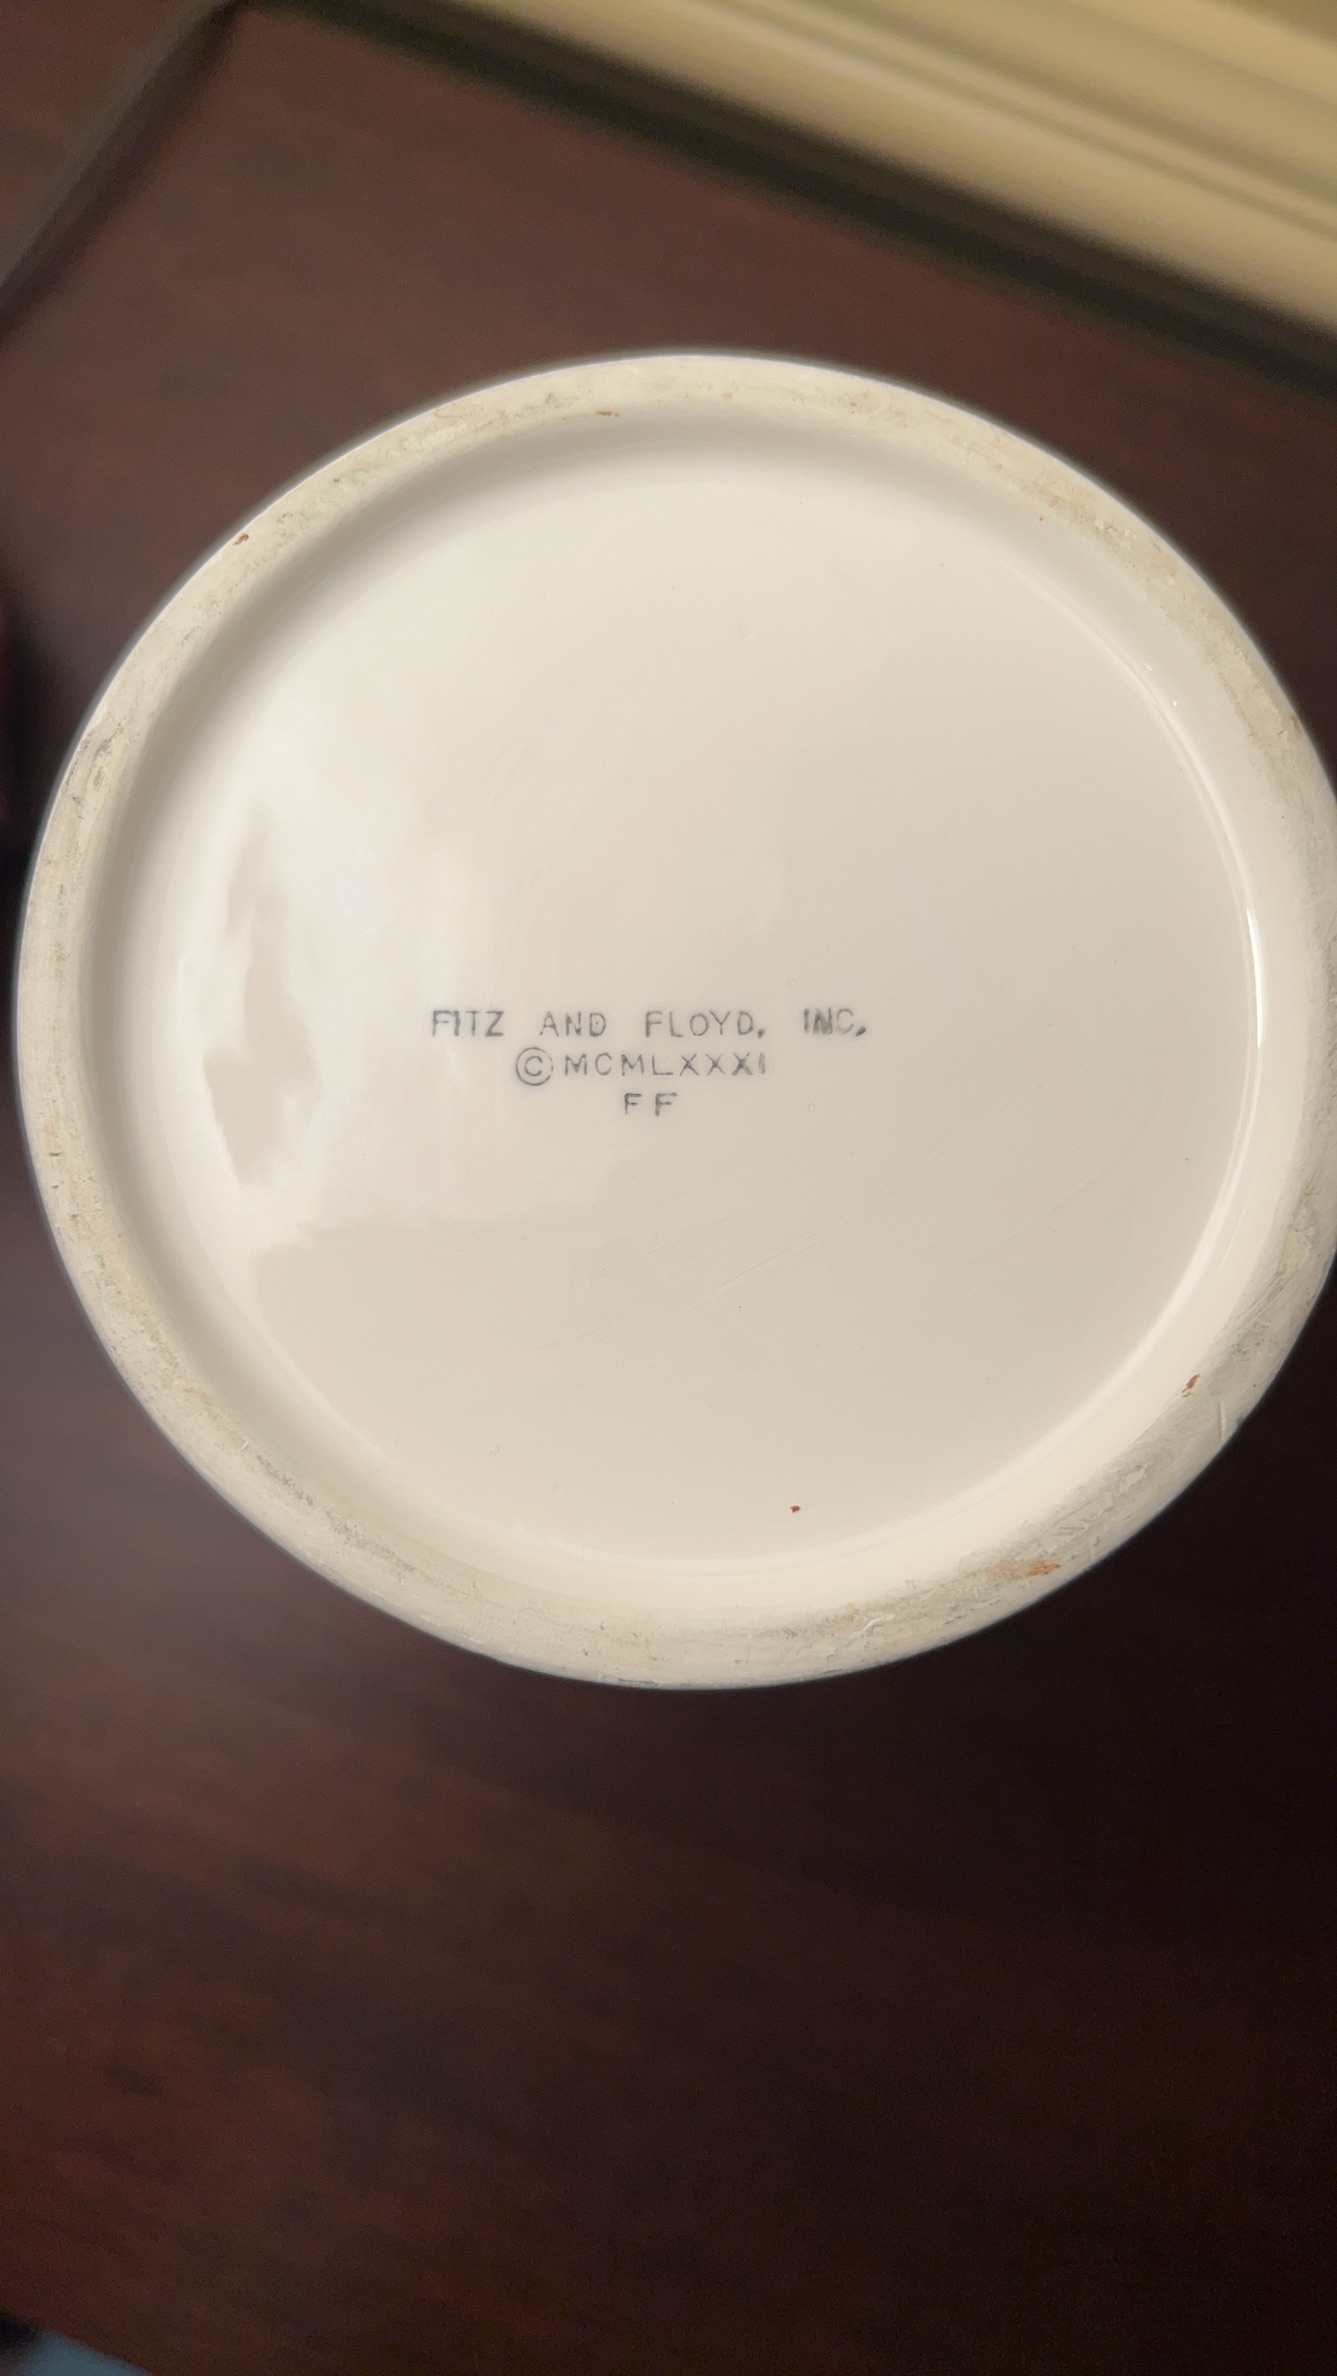 FITZ AND FLOYD, INC.
©MCMLXXXI
FF